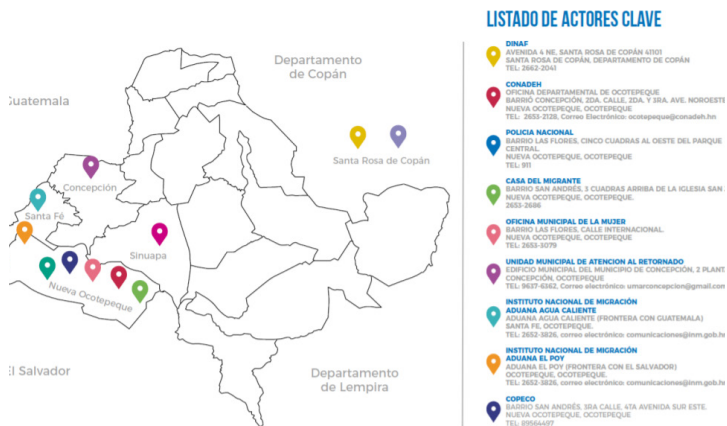 LISTADO DE ACTORES CLAVE
Departamento
de Copán
Guatemala
Santa Rosa de Copán
Concepción
Santa Fé
Sinuapa
Nueva Ocotepeque
El Salvador
Departamento
de Lempira
DINAF
AVENIDA 4 NE, SANTA ROSA DE COPÁN 41101
SANTA ROSA DE COPÁN, DEPARTAMENTO DE COPÁN
TEL: 2662-2041
CONADEH
OFICINA DEPARTAMENTAL DE OCOTEPEQUE
BARRIÓ CONCEPCIÓN, 2DA. CALLE, 2DA. Y 3RA. AVE. NOROESTE
NUEVA OCOTEPEQUE, OCOTEPEQUE
TEL: 2653-2128, Correo Electrónico: ocotepeque@conadeh.hn
POLICIA NACIONAL
BARRIO LAS FLORES, CINCO CUADRAS AL OESTE DEL PARQUE
CENTRAL.
NUEVA OCOTEPEQUE, OCOTEPEQUE
TEL: 911
CASA DEL MIGRANTE
BARRIO SAN ANDRÉS, 3 CUADRAS ARRIBA DE LA IGLESIA SAN
NUEVA OCOTEPEQUE, OCOTEPEQUE.
2653-2686
OFICINA MUNICIPAL DE LA MUJER
BARRIO LAS FLORES, CALLE INTERNACIONAL.
NUEVA OCOTEPEQUE, OCOTEPEQUE
TEL: 2653-3079
UNIDAD MUNICIPAL DE ATENCION AL RETORNADO
EDIFICIO MUNICIPAL DEL MUNICIPIO DE CONCEPCIÓN, 2 PLANT
CONCEPCIÓN, OCOTEPEQUE
TEL: 9637-6362, Correo electrónico: umarconcepcion@gmail.com
INSTITUTO NACIONAL DE MIGRACIÓN
ADUANA AGUA CALIENTE
ADUANA AGUA CALIENTE (FRONTERA CON GUATEMALA)
SANTA FE, OCOTEPEQUE.
TEL: 2652-3826, correo electrónico: comunicaciones@inm.gob.hn
INSTITUTO NACIONAL DE MIGRACIÓN
ADUANA EL POY
ADUANA EL POY (FRONTERA CON EL SALVADOR)
OCOTEPEQUE, OCOTEPEQUE.
TEL: 2652-3826, correo electrónico: comunicaciones@inm.gob.hn
COPECO
BARRIO SAN ANDRÉS, 3RA CALLE, 4TA AVENIDA SUR ESTE.
NUEVA OCOTEPEQUE, OCOTEPEQUE
TEL: 89564497